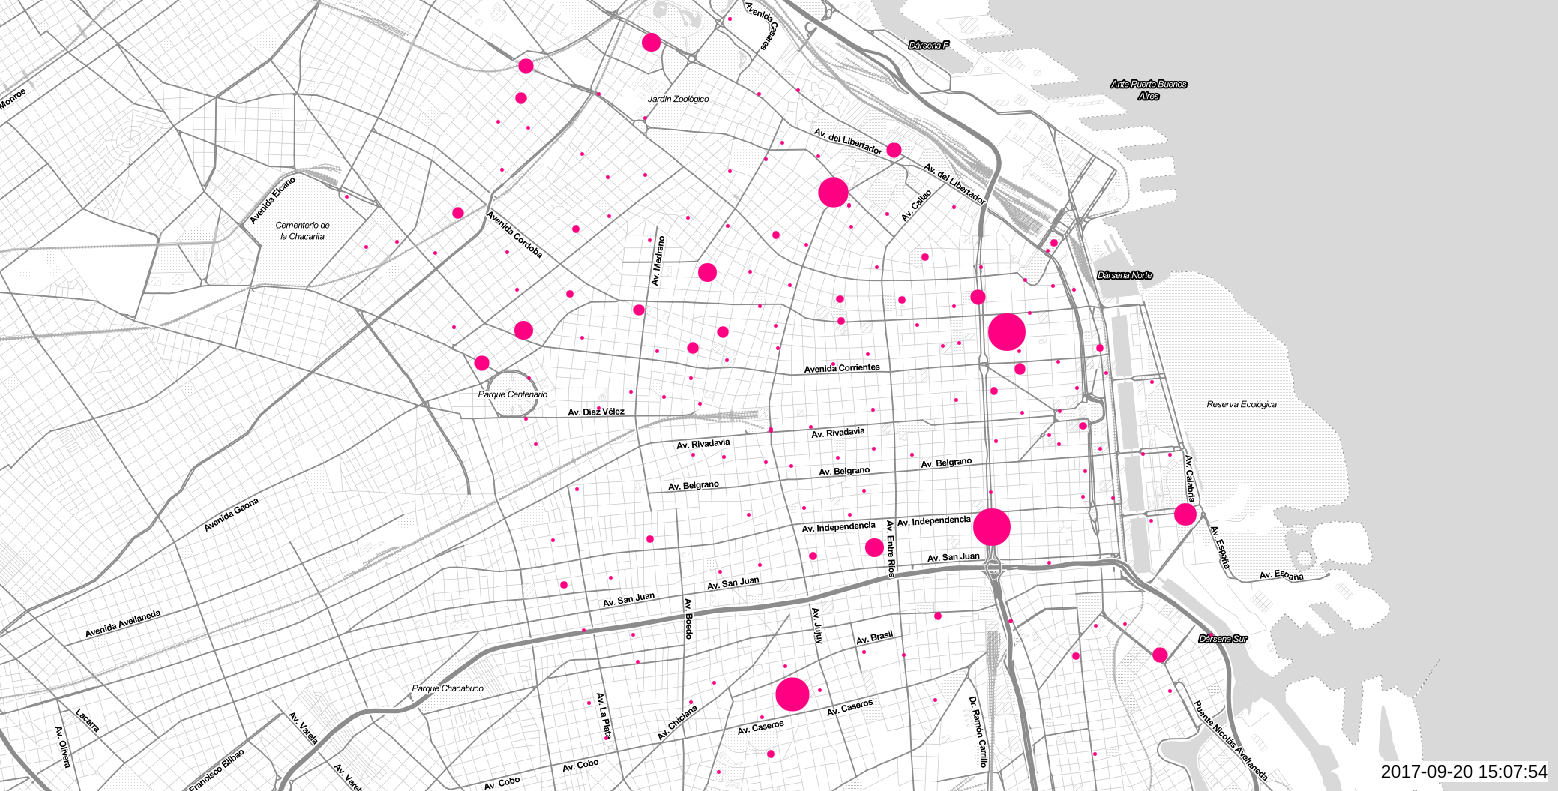 Avenida Casares
Dársena F
Monroe
Jardín Zoológico
Ante Puerto Buenos
Aires
Av. del Libertador
Av. del Libertador
Avenida Elcano
Av. Callao
Cementerio de
la Chacarita
Avenida Córdoba
Av. Medrano
Dársena Norte
Avenida Corrientes
Parque Centenario
Reserva Ecológica
Av. Díaz Vélez
Av. Rivadavia
Av. Rivadavia
Av. Belgrano
Av. Belgrano
Av. Belgrano
Av. Calabria
Avenida Gaona
Av. Independencia
Av. Independencia
Av. Entre Ríos
Av. España
Av. San Juan
Av. España
Av. San Juan
Av. San Juan
Avenida Avellaneda
Av. Boedo
Av. Jujuy
Av. Brasil
Dársena Sur
Parque Chacabuco
Av. La Plata
Av. Chiclana
Av. Caseros
Av. Caseros
Dr. Ramón Carrillo
Puente Nicolás Avellaneda
Lacarra
Av. Olivera
Av. Varela
Francisco Bilbao
Av. Cobo
Av. Cobo
2017-09-20 15:07:54